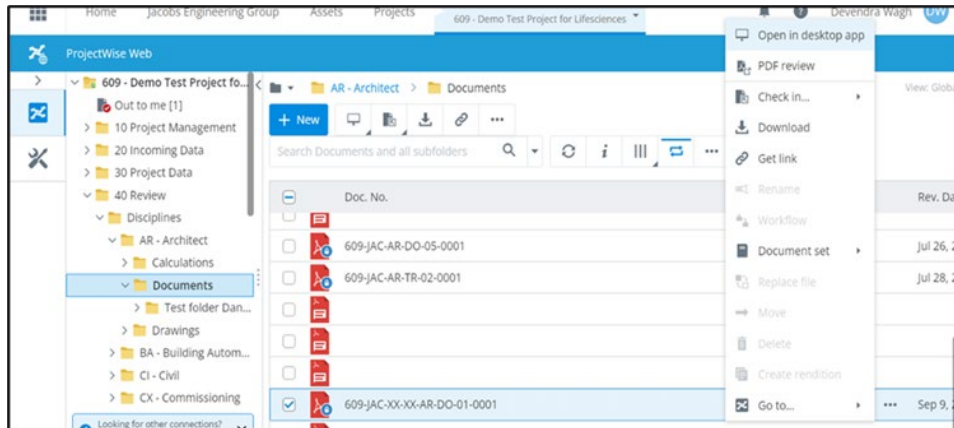 Home Jacobs Engineering Group Assets Projects 609 - Demo Test Project for Lifesciences Devendra Wagh DW
ProjectWise Web
609 - Demo Test Project fo...
Out to me [1]
10 Project Management
20 Incoming Data
30 Project Data
40 Review
Disciplines
AR - Architect
Calculations
Documents
Test folder Dan...
Drawings
BA - Building Autom...
CI - Civil
CX - Commissioning
Looking for other connections?
AR - Architect > Documents
View: Globa
+ New
Search Documents and all subfolders
Doc. No. Rev. Da
609-JAC-AR-DO-05-0001 Jul 26, 2
609-JAC-AR-TR-02-0001 Jul 28, 2
609-JAC-XX-XX-AR-DO-01-0001 Sep 9,
Open in desktop app
PDF review
Check in...
Download
Get link
Rename
Workflow
Document set
Replace file
Move
Delete
Create rendition
Go to...